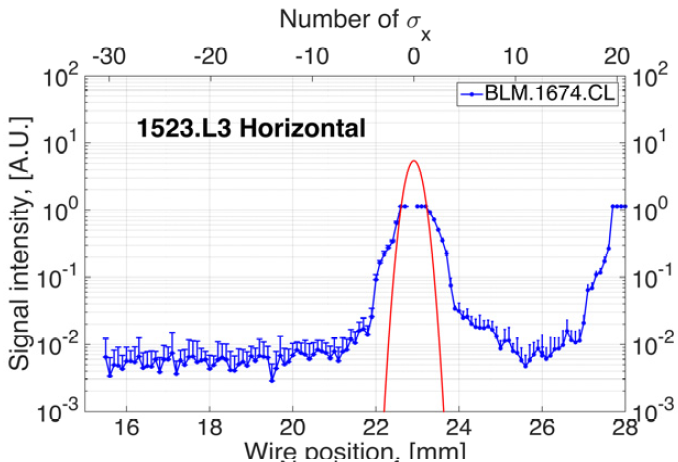 Number of σx
-30 -20 -10 0 10 20
10² 10²
BLM.1674.CL
1523.L3 Horizontal
10¹ 10¹
10⁰ 10⁰
10⁻¹ 10⁻¹
10⁻² 10⁻²
10⁻³ 10⁻³
Signal intensity, [A.U.]
16 18 20 22 24 26 28
Wire position, [mm]